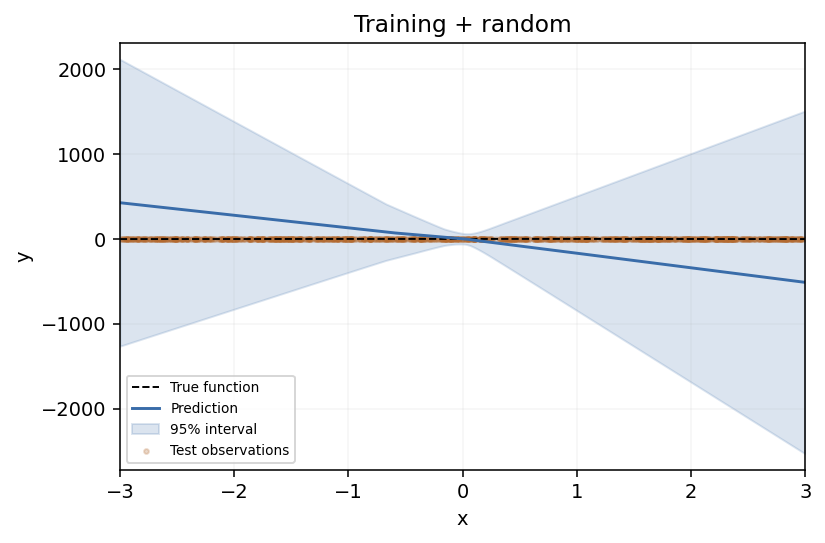 Training + random
2000
1000
0
−1000
−2000
y
True function
Prediction
95% interval
Test observations
−3
−2
−1
0
1
2
3
x